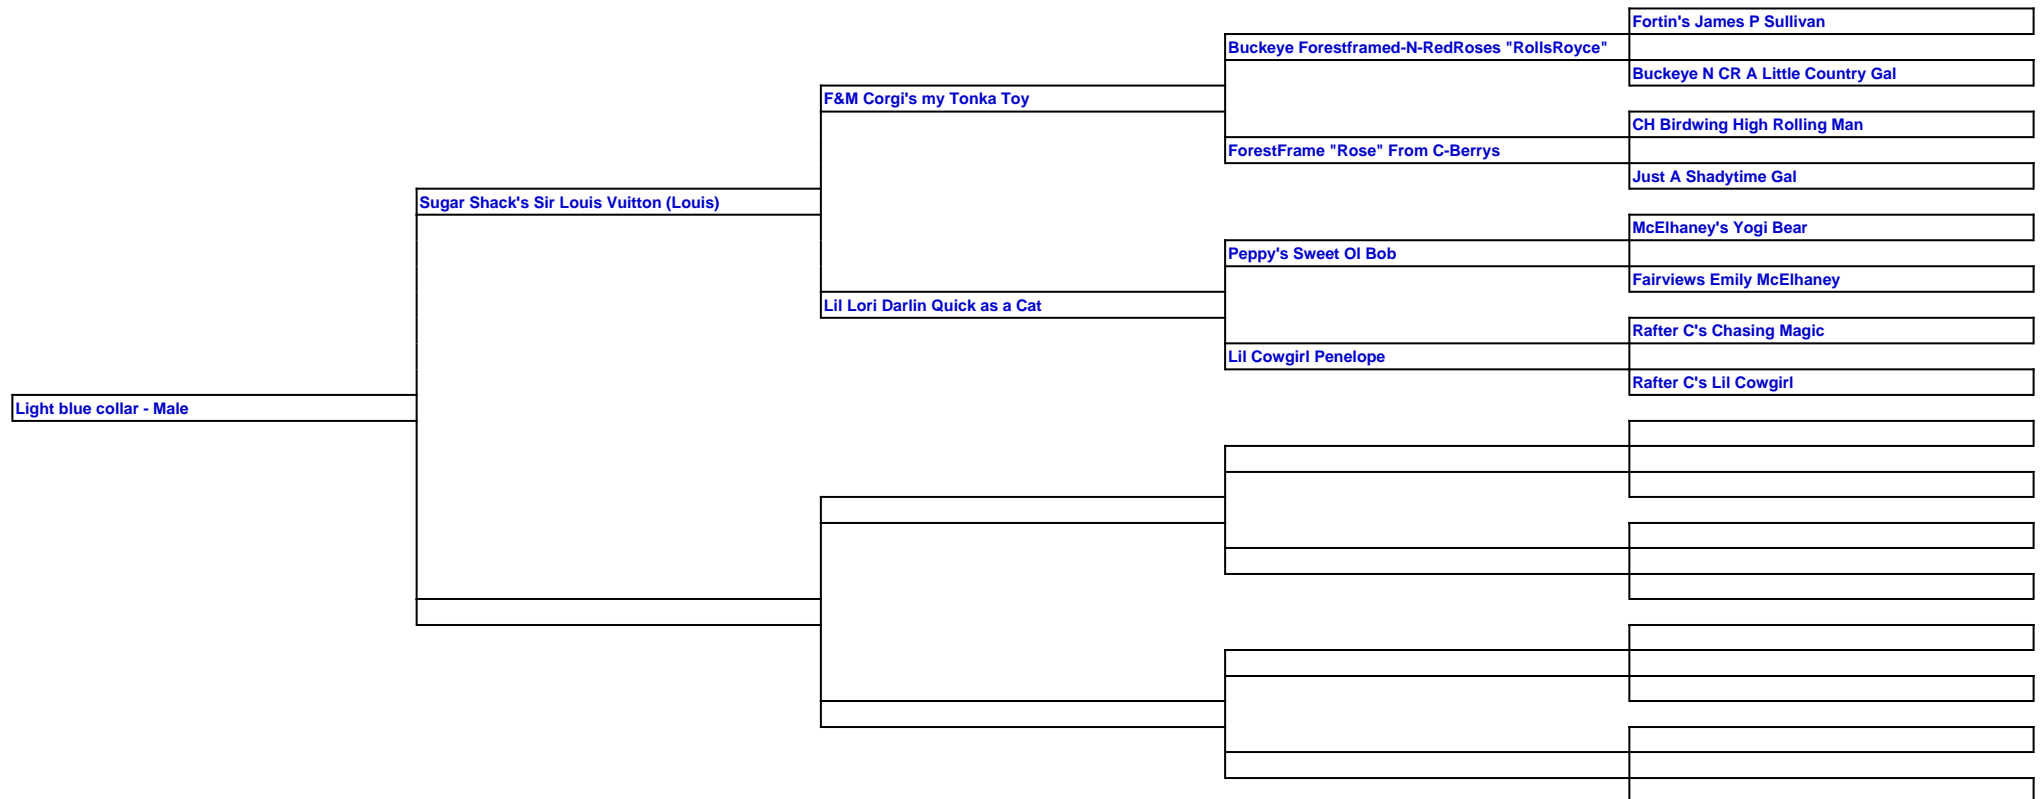 Fortin's James P Sullivan
Buckeye Forestframed-N-RedRoses "RollsRoyce"
Buckeye N CR A Little Country Gal
F&M Corgi's my Tonka Toy
CH Birdwing High Rolling Man
ForestFrame "Rose" From C-Berrys
Just A Shadytime Gal
Sugar Shack's Sir Louis Vuitton (Louis)
McElhaney's Yogi Bear
Peppy's Sweet Ol Bob
Fairviews Emily McElhaney
Lil Lori Darlin Quick as a Cat
Rafter C's Chasing Magic
Lil Cowgirl Penelope
Rafter C's Lil Cowgirl
Light blue collar - Male